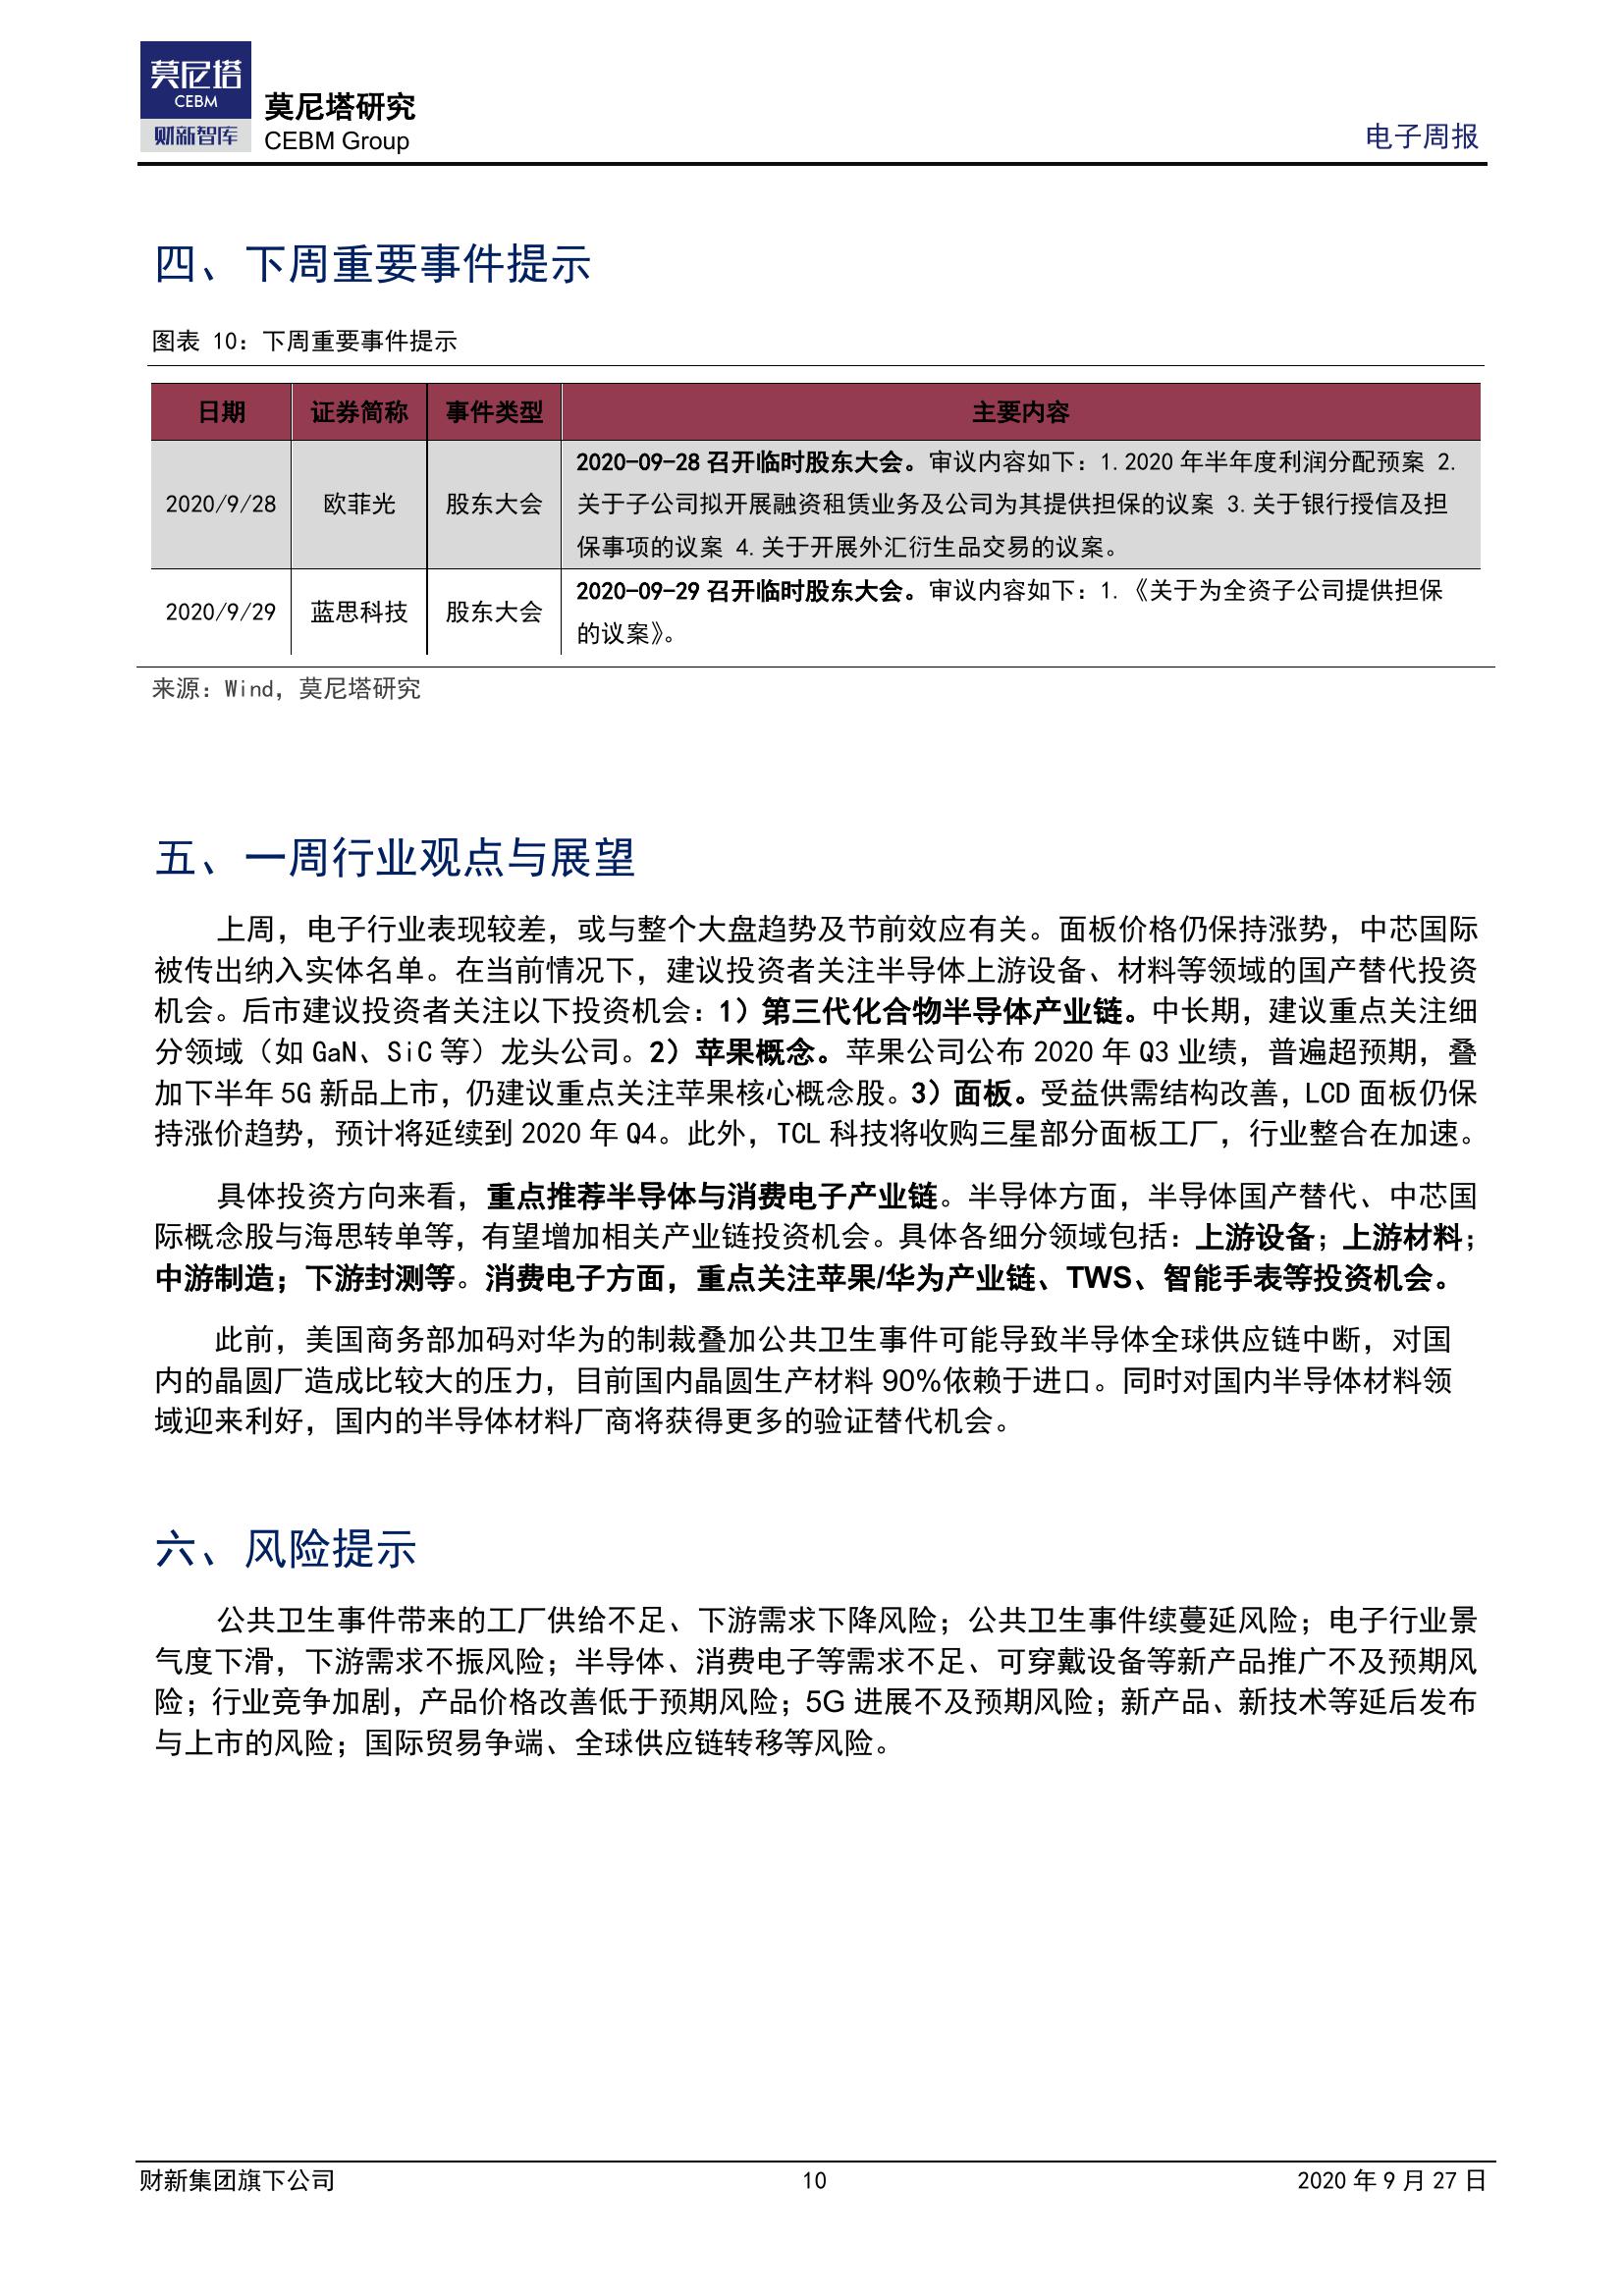 莫尼塔
CEBM
财新智库
莫尼塔研究
CEBM Group
电子周报
四、下周重要事件提示
图表 10：下周重要事件提示
日期 证券简称 事件类型 主要内容
2020/9/28 欧菲光 股东大会
2020-09-28 召开临时股东大会。审议内容如下：1.2020 年半年度利润分配预案 2.
关于子公司拟开展融资租赁业务及公司为其提供担保的议案 3.关于银行授信及担
保事项的议案 4.关于开展外汇衍生品交易的议案。
2020/9/29 蓝思科技 股东大会
2020-09-29 召开临时股东大会。审议内容如下：1.《关于为全资子公司提供担保
的议案》。
来源：Wind，莫尼塔研究
五、一周行业观点与展望
上周，电子行业表现较差，或与整个大盘趋势及节前效应有关。面板价格仍保持涨势，中芯国际
被传出纳入实体名单。在当前情况下，建议投资者关注半导体上游设备、材料等领域的国产替代投资
机会。后市建议投资者关注以下投资机会：1）第三代化合物半导体产业链。中长期，建议重点关注细
分领域（如 GaN、SiC 等）龙头公司。2）苹果概念。苹果公司公布 2020 年 Q3 业绩，普遍超预期，叠
加下半年 5G 新品上市，仍建议重点关注苹果核心概念股。3）面板。受益供需结构改善，LCD 面板仍保
持涨价趋势，预计将延续到 2020 年 Q4。此外，TCL 科技将收购三星部分面板工厂，行业整合在加速。
具体投资方向来看，重点推荐半导体与消费电子产业链。半导体方面，半导体国产替代、中芯国
际概念股与海思转单等，有望增加相关产业链投资机会。具体各细分领域包括：上游设备；上游材料；
中游制造；下游封测等。消费电子方面，重点关注苹果/华为产业链、TWS、智能手表等投资机会。
此前，美国商务部加码对华为的制裁叠加公共卫生事件可能导致半导体全球供应链中断，对国
内的晶圆厂造成比较大的压力，目前国内晶圆生产材料 90%依赖于进口。同时对国内半导体材料领
域迎来利好，国内的半导体材料厂商将获得更多的验证替代机会。
六、风险提示
公共卫生事件带来的工厂供给不足、下游需求下降风险；公共卫生事件续蔓延风险；电子行业景
气度下滑，下游需求不振风险；半导体、消费电子等需求不足、可穿戴设备等新产品推广不及预期风
险；行业竞争加剧，产品价格改善低于预期风险；5G 进展不及预期风险；新产品、新技术等延后发布
与上市的风险；国际贸易争端、全球供应链转移等风险。
财新集团旗下公司
10
2020 年 9 月 27 日